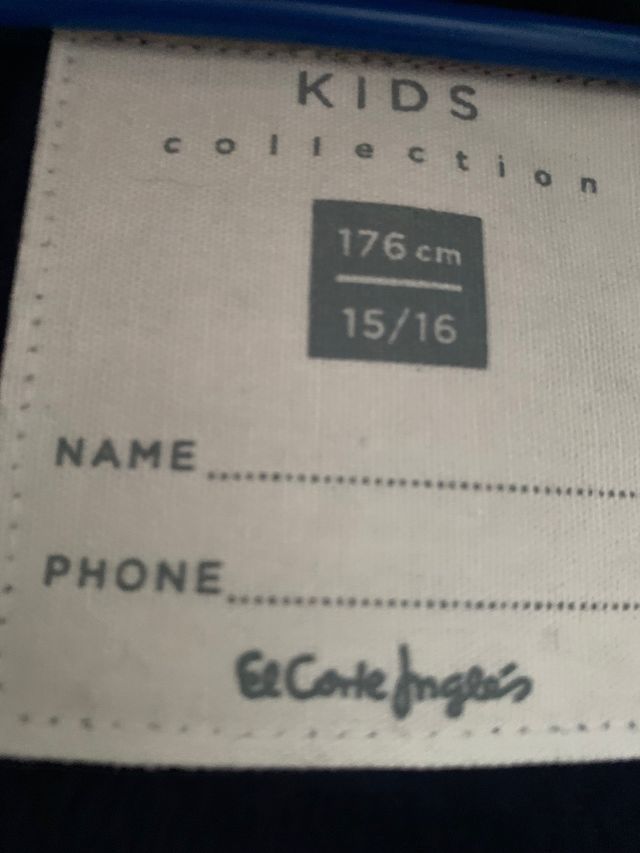 KIDS
collection
176 cm
15/16
NAME
PHONE
El Corte Inglés